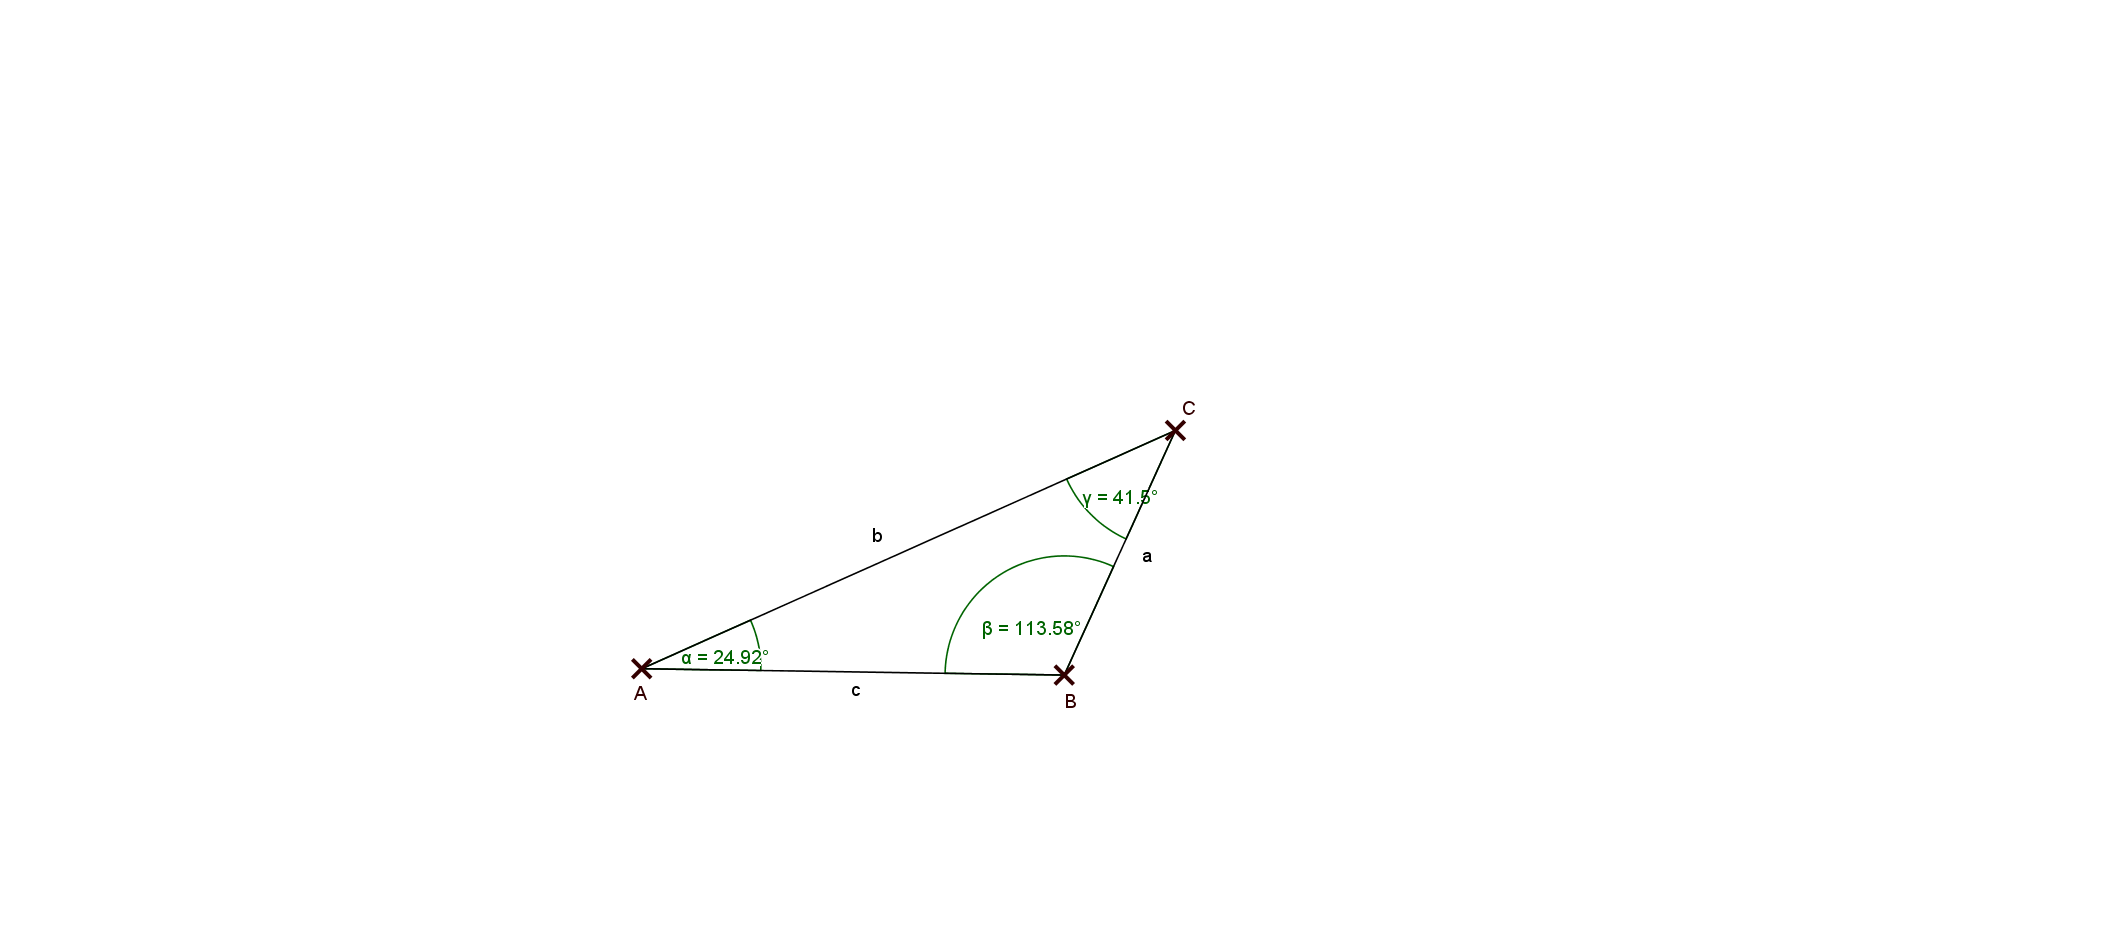 C
γ = 41.5°
b
a
β = 113.58°
α = 24.92°
c
A
B